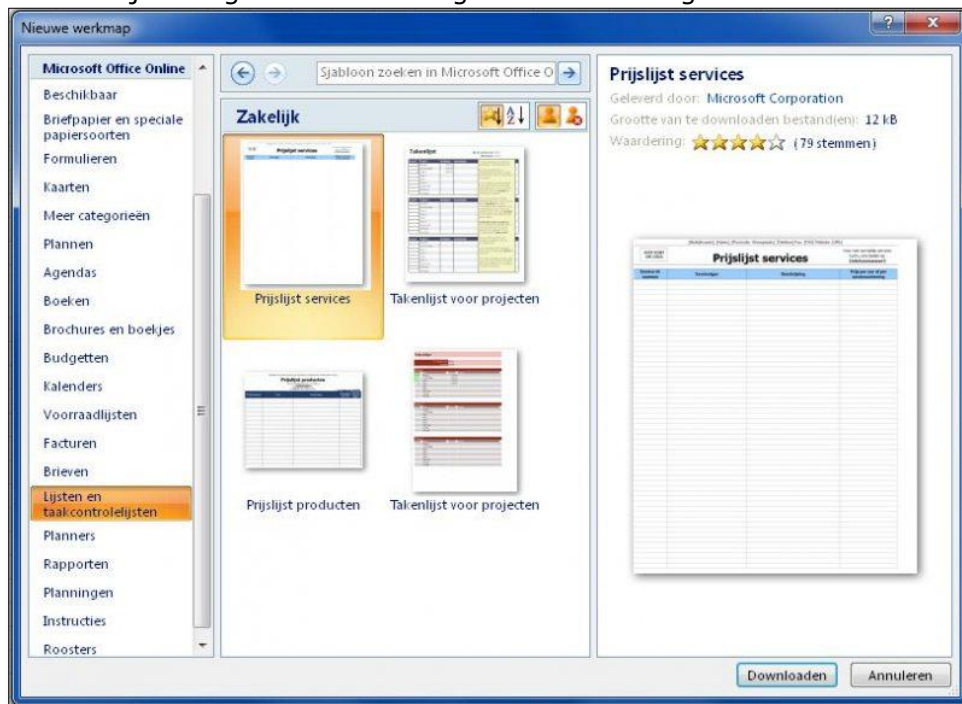 Nieuwe werkmap
Microsoft Office Online
Beschikbaar
Briefpapier en speciale
papiersoorten
Formulieren
Kaarten
Meer categorieën
Plannen
Agendas
Boeken
Brochures en boekjes
Budgetten
Kalenders
Voorraadlijsten
Facturen
Brieven
Lijsten en
taakcontrolelijsten
Planners
Rapporten
Planningen
Instructies
Roosters
Sjabloon zoeken in Microsoft Office O
Zakelijk
Prijslijst services
Takenlijst
Prijslijst services
Takenlijst voor projecten
Prijslijst producten
Prijslijst producten
Takenlijst voor projecten
Prijslijst services
Geleverd door: Microsoft Corporation
Grootte van te downloaden bestand(en): 12 kB
Waardering: (79 stemmen)
Prijslijst services
Downloaden
Annuleren